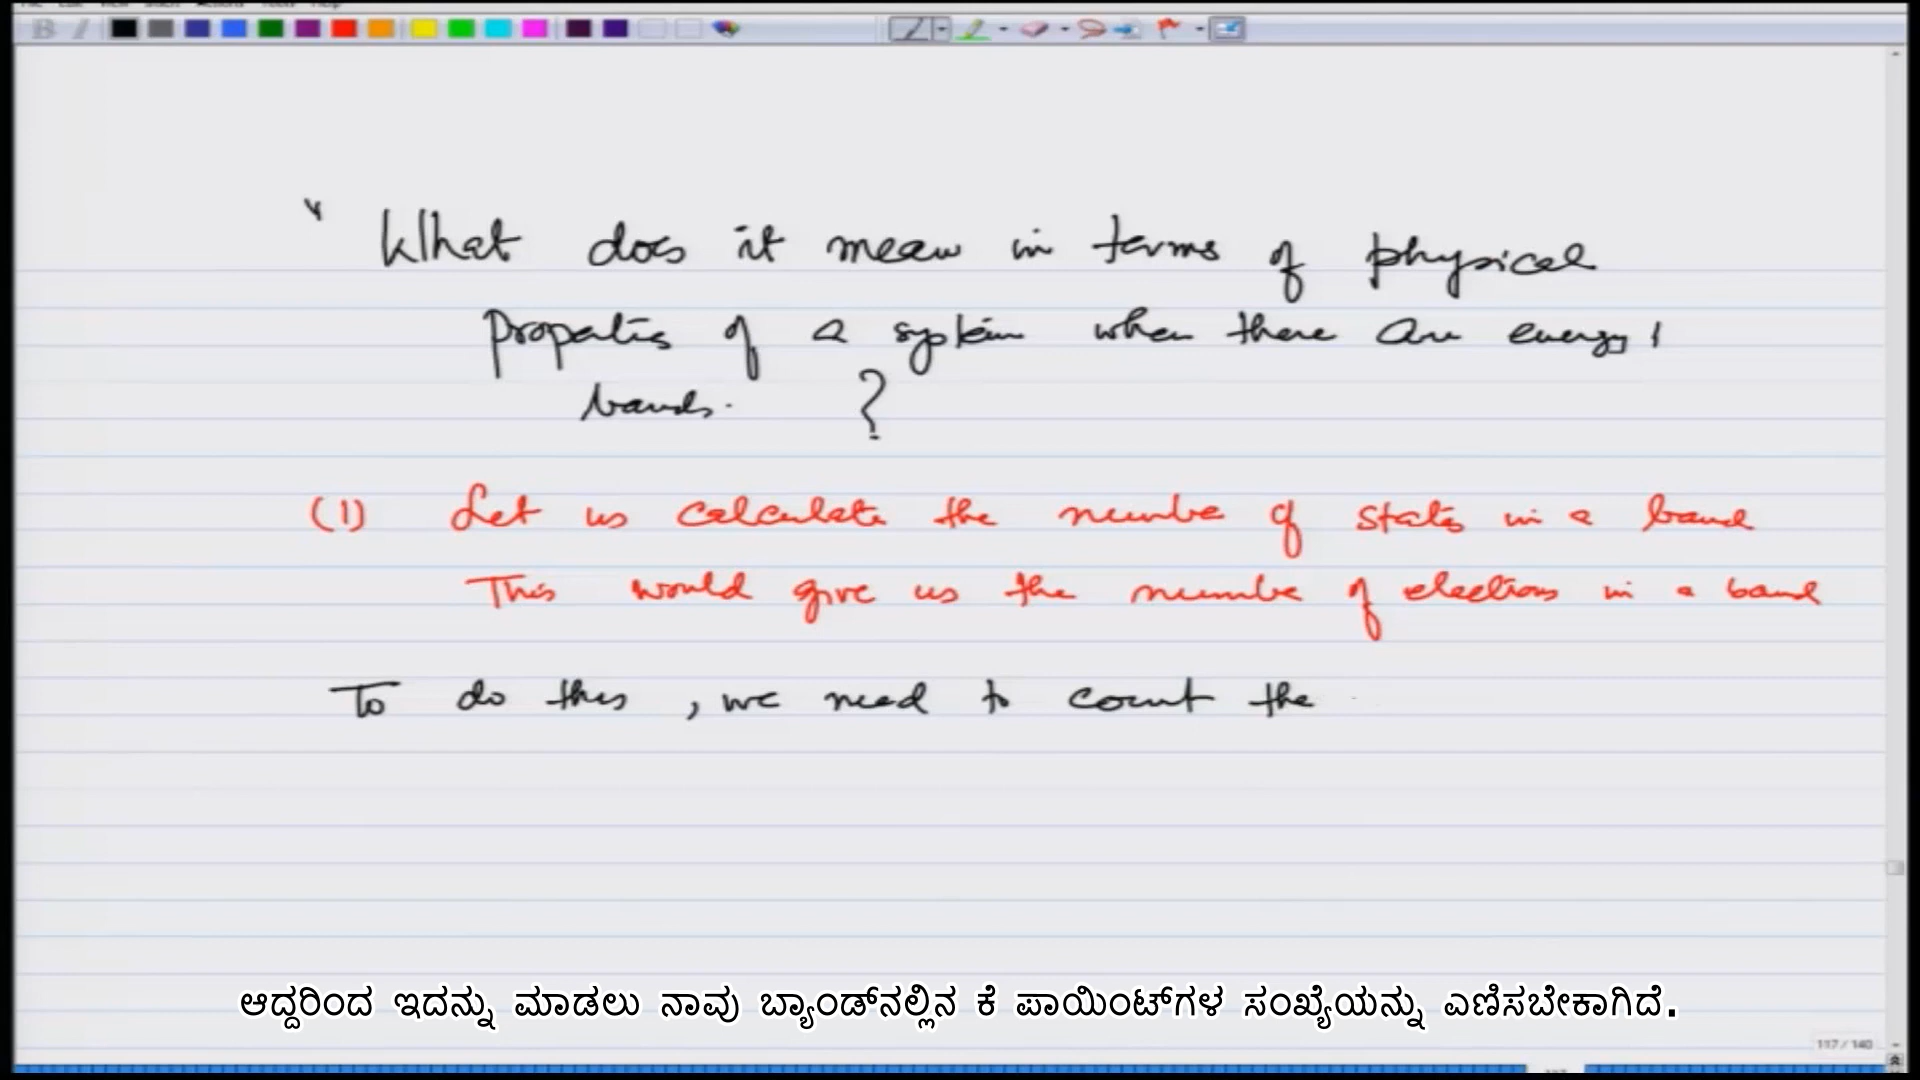 What does it mean in terms of physical
properties of a system when there are energy
bands. ?
(1) Let us calculate the number of states in a band
This would give us the number of electrons in a band
To do this, we need to count the
ಆದ್ದರಿಂದ ಇದನ್ನು ಮಾಡಲು ನಾವು ಬ್ಯಾಂಡ್‌ನಲ್ಲಿನ ಕೆ ಪಾಯಿಂಟ್‌ಗಳ ಸಂಖ್ಯೆಯನ್ನು ಎಣಿಸಬೇಕಾಗಿದೆ.
117 / 140